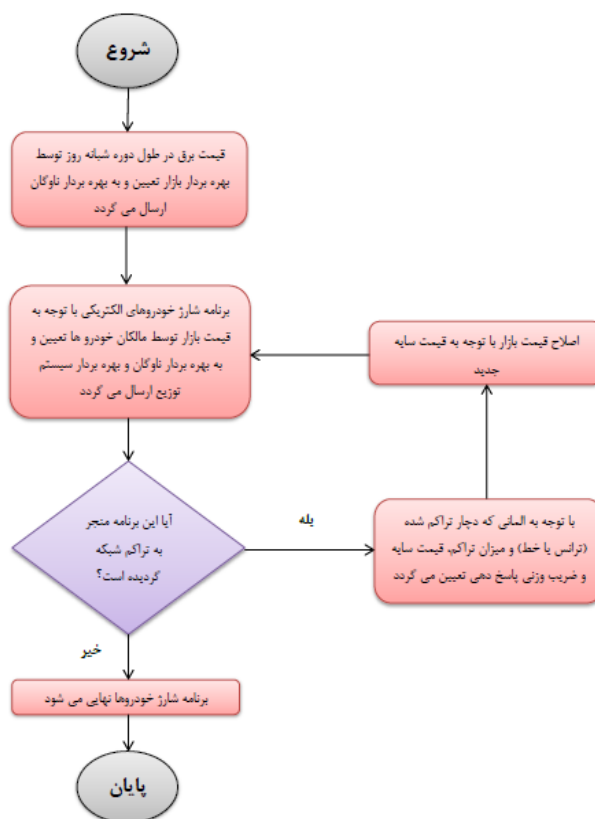 شروع
قیمت برق در طول دوره شبانه روز توسط
بهره بردار بازار تعیین و به بهره بردار ناوگان
ارسال می گردد
برنامه شارژ خودروهای الکتریکی با توجه به
قیمت بازار توسط مالکان خودرو ها تعیین و
به بهره بردار ناوگان و بهره بردار سیستم
توزیع ارسال می گردد
اصلاح قیمت بازار با توجه به قیمت سایه
جدید
آیا این برنامه منجر
به تراکم شبکه
گردیده است؟
بله
با توجه به المانی که دچار تراکم شده
(ترانس یا خط) و میزان تراکم، قیمت سایه
و ضریب وزنی پاسخ دهی تعیین می گردد
خیر
برنامه شارژ خودروها نهایی می شود
پایان